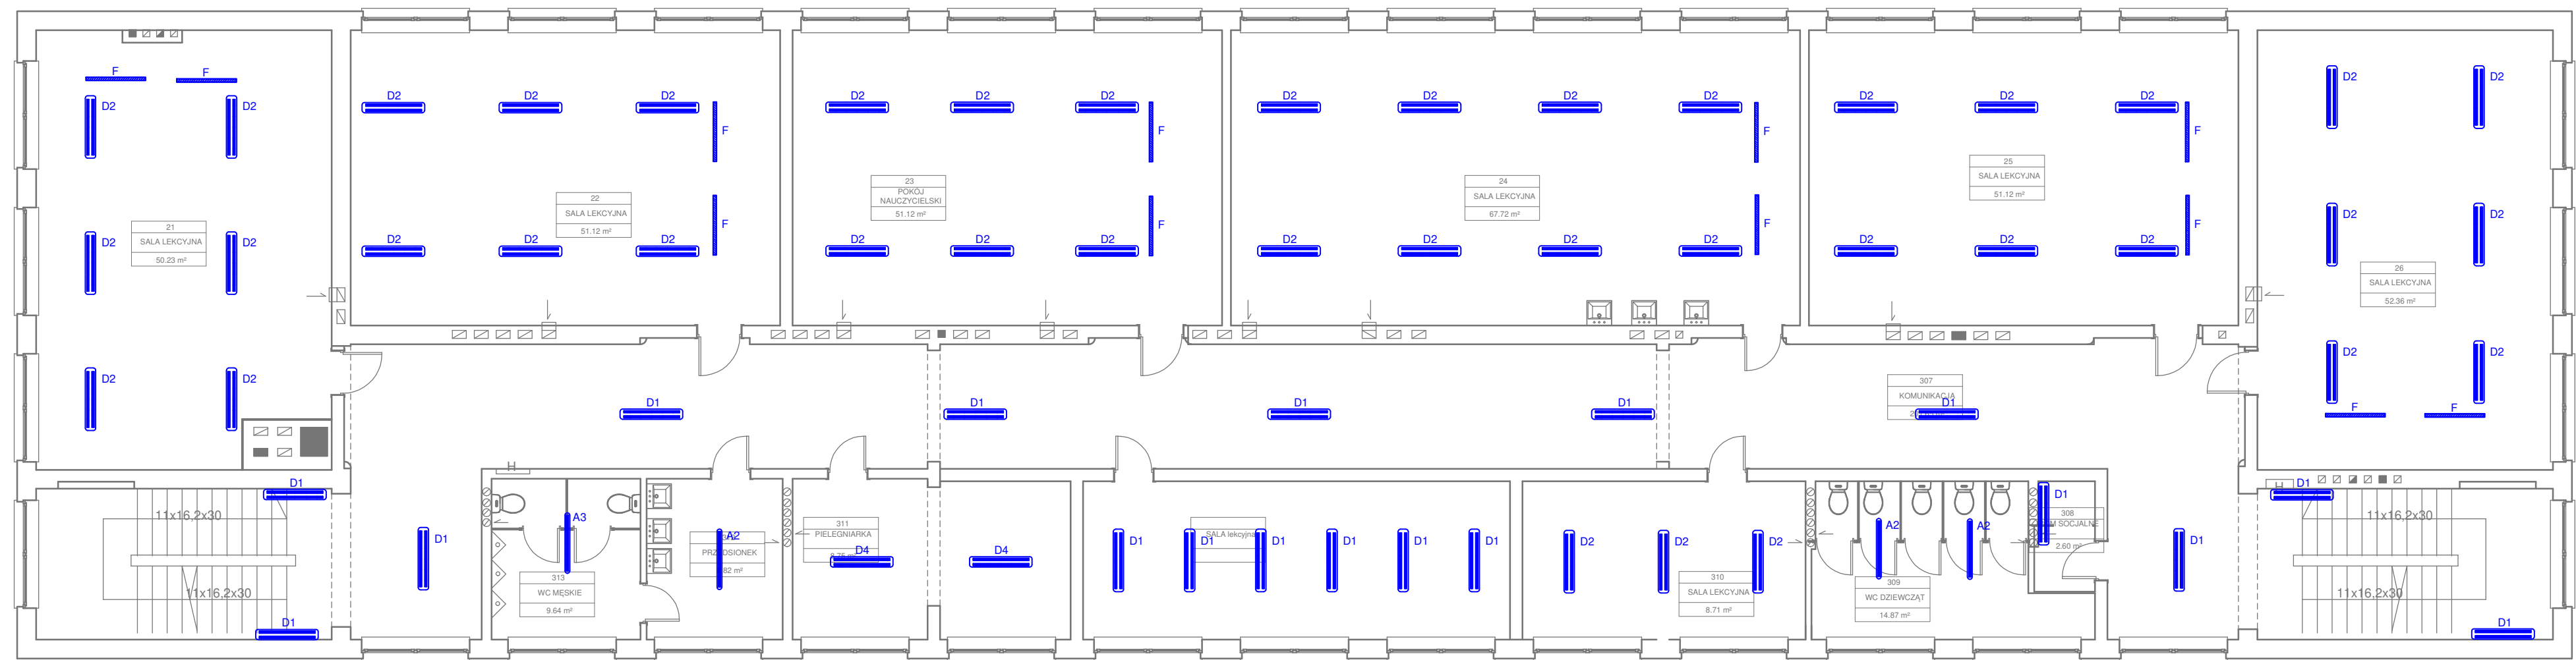 F F
D2 D2 D2 D2 D2 D2 D2 D2 D2 D2 D2 D2 D2 D2 D2 D2 D2
F F F F
25
SALA LEKCYJNA
51.12 m²
23
POKÓJ
NAUCZYCIELSKI
51.12 m²
24
SALA LEKCYJNA
67.72 m²
22
SALA LEKCYJNA
51.12 m²
F F F F
21
SALA LEKCYJNA
50.23 m²
D2 D2 D2 D2 D2 D2 D2 D2 D2 D2 D2 D2 D2 D2 D2 D2 D2
26
SALA LEKCYJNA
52.36 m²
D2 D2 D2 D2
307
KOMUNIKACJA
D1 D1 D1 D1 D1
F F
H
D1
H
D1
11x16,2x30
11x16,2x30
D1
A3
A2
PRZ DSIONEK
82 m²
311
PIELEGNIARKA
D4
D4
SALA lekcyjna
D1 D1 D1 D1 D1 D1
D2 D2 D2
310
SALA LEKCYJNA
8.71 m²
A2 A2
309
WC DZIEWCZĄT
14.87 m²
D1
308
M SOCJALNE
2.60 m²
D1
313
WC MĘSKIE
9.64 m²
11x16,2x30
11x16,2x30
D1
D1